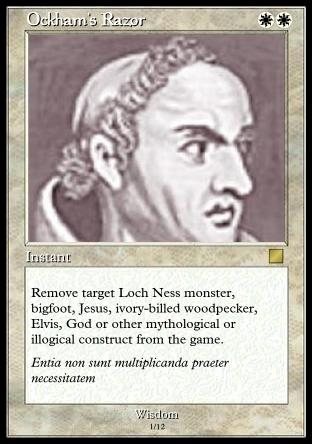 Ockham's Razor
Instant
Remove target Loch Ness monster,
bigfoot, Jesus, ivory-billed woodpecker,
Elvis, God or other mythological or
illogical construct from the game.
Entia non sunt multiplicanda praeter
necessitatem
Wisdom
1/12